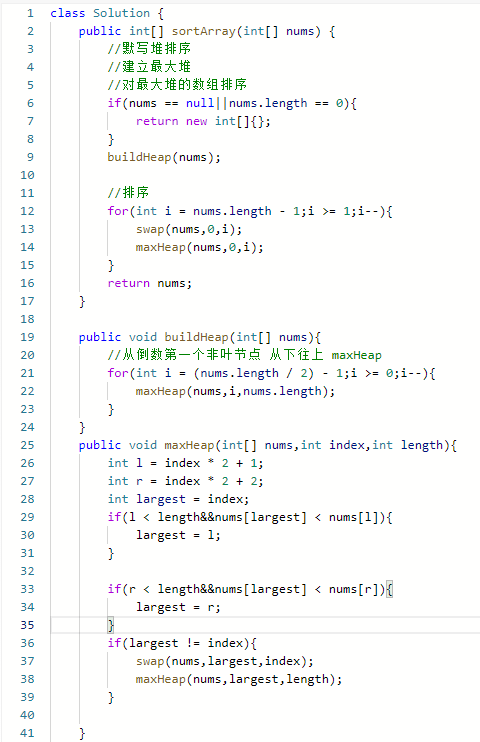 1 class Solution {
2 public int[] sortArray(int[] nums) {
3 //默写堆排序
4 //建立最大堆
5 //对最大堆的数组排序
6 if(nums == null||nums.length == 0){
7 return new int[]{};
8 }
9 buildHeap(nums);
10
11 //排序
12 for(int i = nums.length - 1;i >= 1;i--){
13 swap(nums,0,i);
14 maxHeap(nums,0,i);
15 }
16 return nums;
17 }
18
19 public void buildHeap(int[] nums){
20 //从倒数第一个非叶节点 从下往上 maxHeap
21 for(int i = (nums.length / 2) - 1;i >= 0;i--){
22 maxHeap(nums,i,nums.length);
23 }
24 }
25 public void maxHeap(int[] nums,int index,int length){
26 int l = index * 2 + 1;
27 int r = index * 2 + 2;
28 int largest = index;
29 if(l < length&&nums[largest] < nums[l]){
30 largest = l;
31 }
32
33 if(r < length&&nums[largest] < nums[r]){
34 largest = r;
35 }
36 if(largest != index){
37 swap(nums,largest,index);
38 maxHeap(nums,largest,length);
39 }
40
41 }